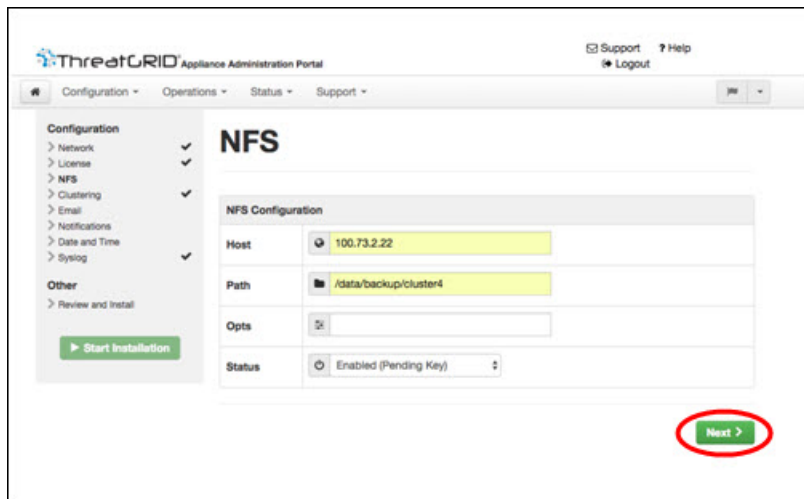 ThreatGRID Appliance Administration Portal
Support ? Help
Logout
Configuration Operations Status Support
Configuration
> Network
> License
> NFS
> Clustering
> Email
> Notifications
> Date and Time
> Syslog
Other
> Review and Install
Start Installation
NFS
NFS Configuration
Host 100.73.2.22
Path /data/backup/cluster4
Opts
Status Enabled (Pending Key)
Next >